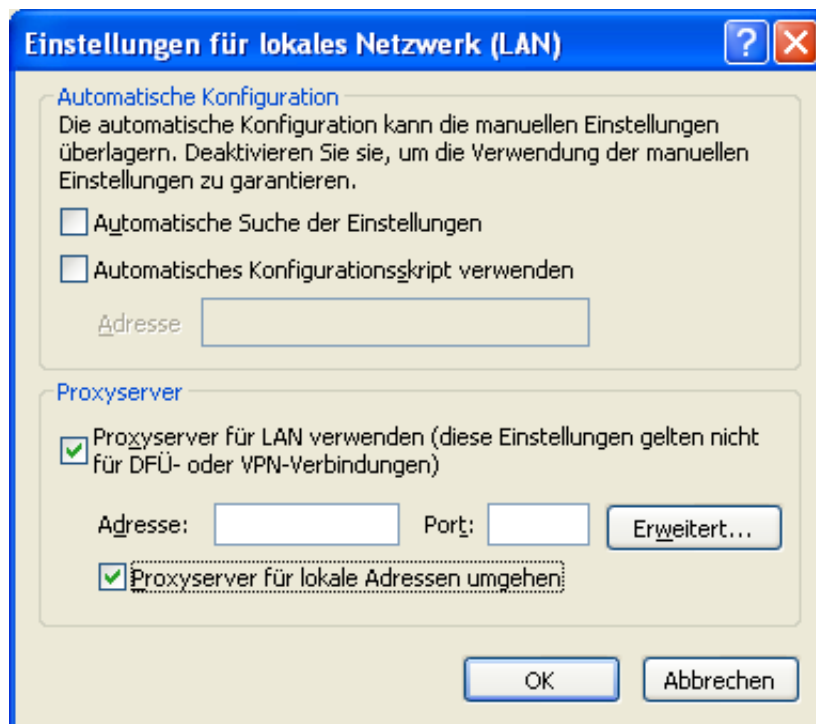 Einstellungen für lokales Netzwerk (LAN)
Automatische Konfiguration
Die automatische Konfiguration kann die manuellen Einstellungen
überlagern. Deaktivieren Sie sie, um die Verwendung der manuellen
Einstellungen zu garantieren.
Automatische Suche der Einstellungen
Automatisches Konfigurationsskript verwenden
Adresse
Proxyserver
Proxyserver für LAN verwenden (diese Einstellungen gelten nicht
für DFÜ- oder VPN-Verbindungen)
Adresse: Port: Erweitert...
Proxyserver für lokale Adressen umgehen
OK Abbrechen